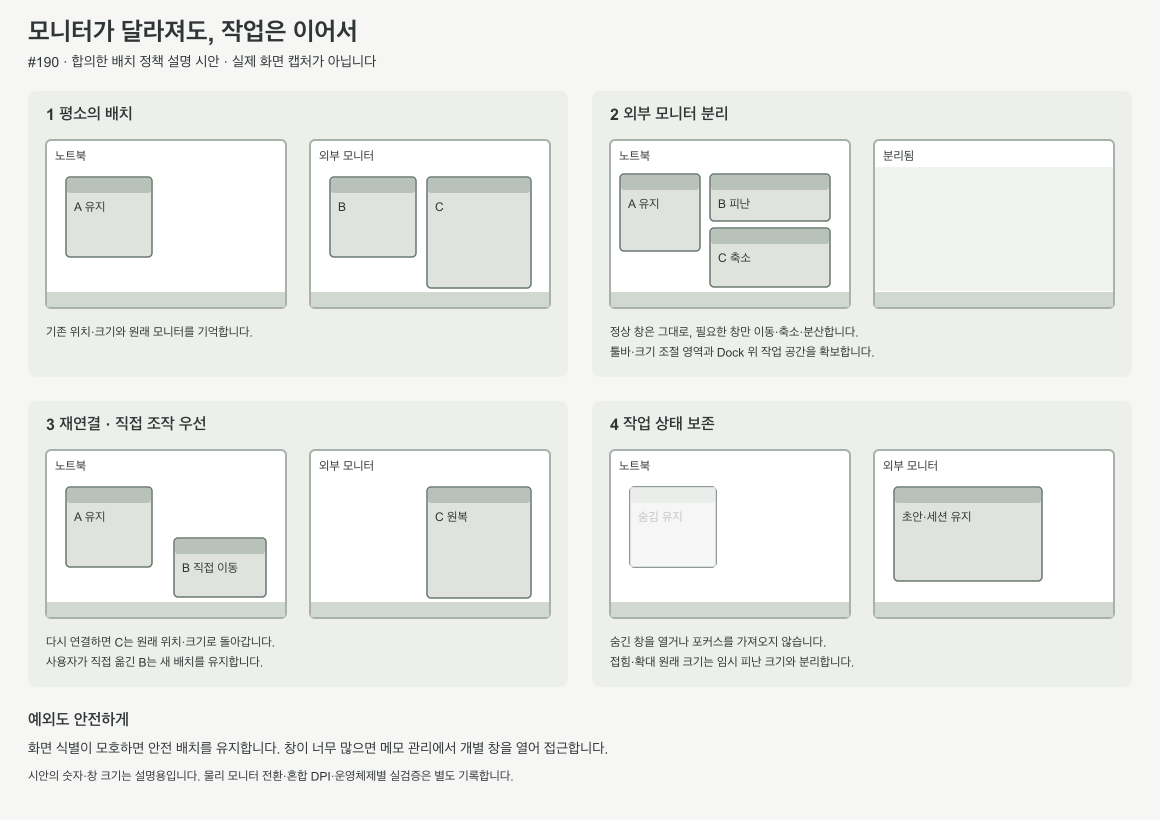 모니터가 달라져도, 작업은 이어서
#190 · 합의한 배치 정책 설명 시안 · 실제 화면 캡처가 아닙니다
1 평소의 배치
노트북
A 유지
외부 모니터
B
C
기존 위치·크기와 원래 모니터를 기억합니다.
2 외부 모니터 분리
노트북
A 유지
B 피난
C 축소
분리됨
정상 창은 그대로, 필요한 창만 이동·축소·분산합니다.
툴바·크기 조절 영역과 Dock 위 작업 공간을 확보합니다.
3 재연결 · 직접 조작 우선
노트북
A 유지
B 직접 이동
외부 모니터
C 원복
다시 연결하면 C는 원래 위치·크기로 돌아갑니다.
사용자가 직접 옮긴 B는 새 배치를 유지합니다.
4 작업 상태 보존
노트북
숨김 유지
외부 모니터
초안·세션 유지
숨긴 창을 열거나 포커스를 가져오지 않습니다.
접힘·확대 원래 크기는 임시 피난 크기와 분리합니다.
예외도 안전하게
화면 식별이 모호하면 안전 배치를 유지합니다. 창이 너무 많으면 메모 관리에서 개별 창을 열어 접근합니다.
시안의 숫자·창 크기는 설명용입니다. 물리 모니터 전환·혼합 DPI·운영체제별 실검증은 별도 기록합니다.